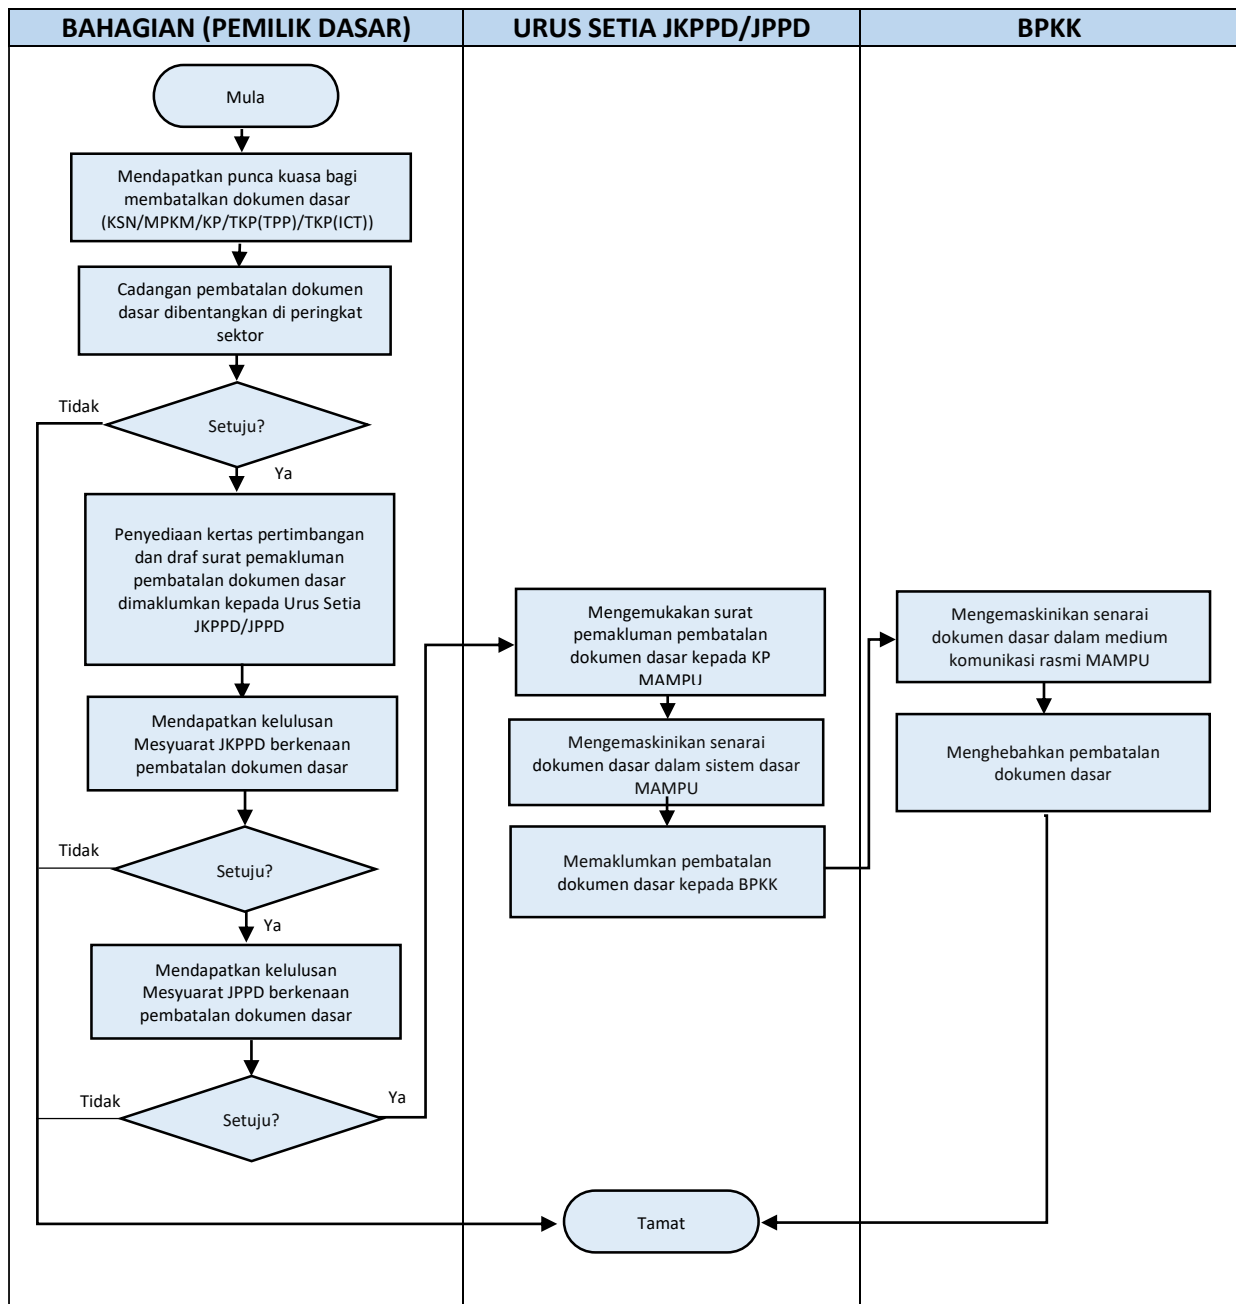 BAHAGIAN (PEMILIK DASAR)
URUS SETIA JKPPD/JPPD
BPKK
Mula
Mendapatkan punca kuasa bagi
membatalkan dokumen dasar
(KSN/MPKM/KP/TKP(TPP)/TKP(ICT))
Cadangan pembatalan dokumen
dasar dibentangkan di peringkat
sektor
Tidak
Setuju?
Ya
Penyediaan kertas pertimbangan
dan draf surat pemakluman
pembatalan dokumen dasar
dimaklumkan kepada Urus Setia
JKPPD/JPPD
Mendapatkan kelulusan
Mesyuarat JKPPD berkenaan
pembatalan dokumen dasar
Tidak
Setuju?
Ya
Mendapatkan kelulusan
Mesyuarat JPPD berkenaan
pembatalan dokumen dasar
Tidak
Setuju?
Ya
Mengemukakan surat
pemakluman pembatalan
dokumen dasar kepada KP
MAMPU
Mengemaskinikan senarai
dokumen dasar dalam sistem dasar
MAMPU
Memaklumkan pembatalan
dokumen dasar kepada BPKK
Mengemaskinikan senarai
dokumen dasar dalam medium
komunikasi rasmi MAMPU
Menghebahkan pembatalan
dokumen dasar
Tamat